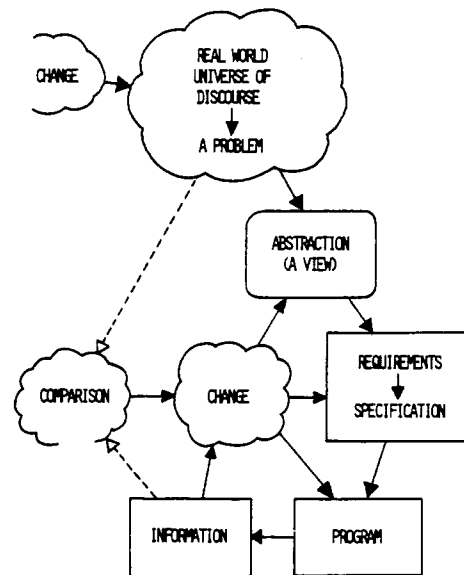 REAL WORLD
UNIVERSE OF
DISCOURSE
CHANGE
A PROBLEM
ABSTRACTION
(A VIEW)
REQUIREMENTS
COMPARISON
CHANGE
SPECIFICATION
INFORMATION
PROGRAM